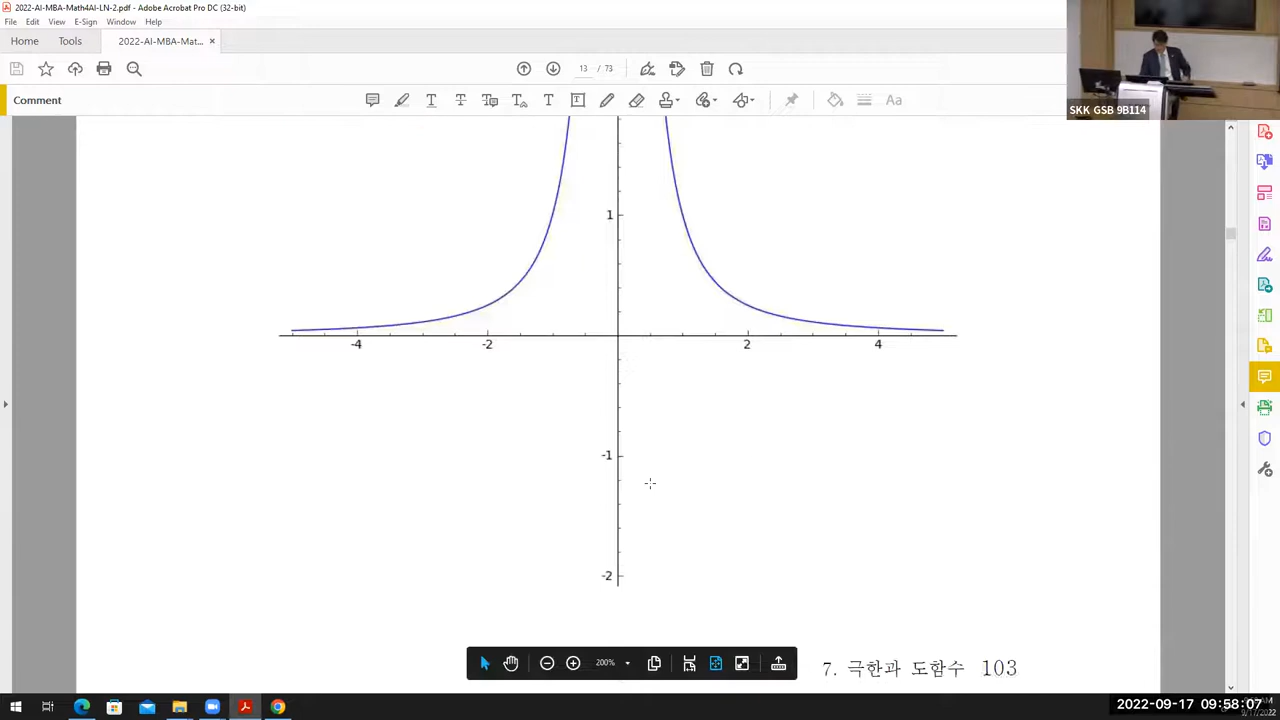 2022-AI-MBA-Math4AI-LN-2.pdf - Adobe Acrobat Pro DC (32-bit)
File Edit View E-Sign Window Help
Home Tools 2022-AI-MBA-Mat... ×
13 / 73
Comment
Aa
SKK GSB 9B114
1
-4 -2 2 4
-1
-2
200%
7. 극한과 도함수 103
2022-09-17 09:58:07